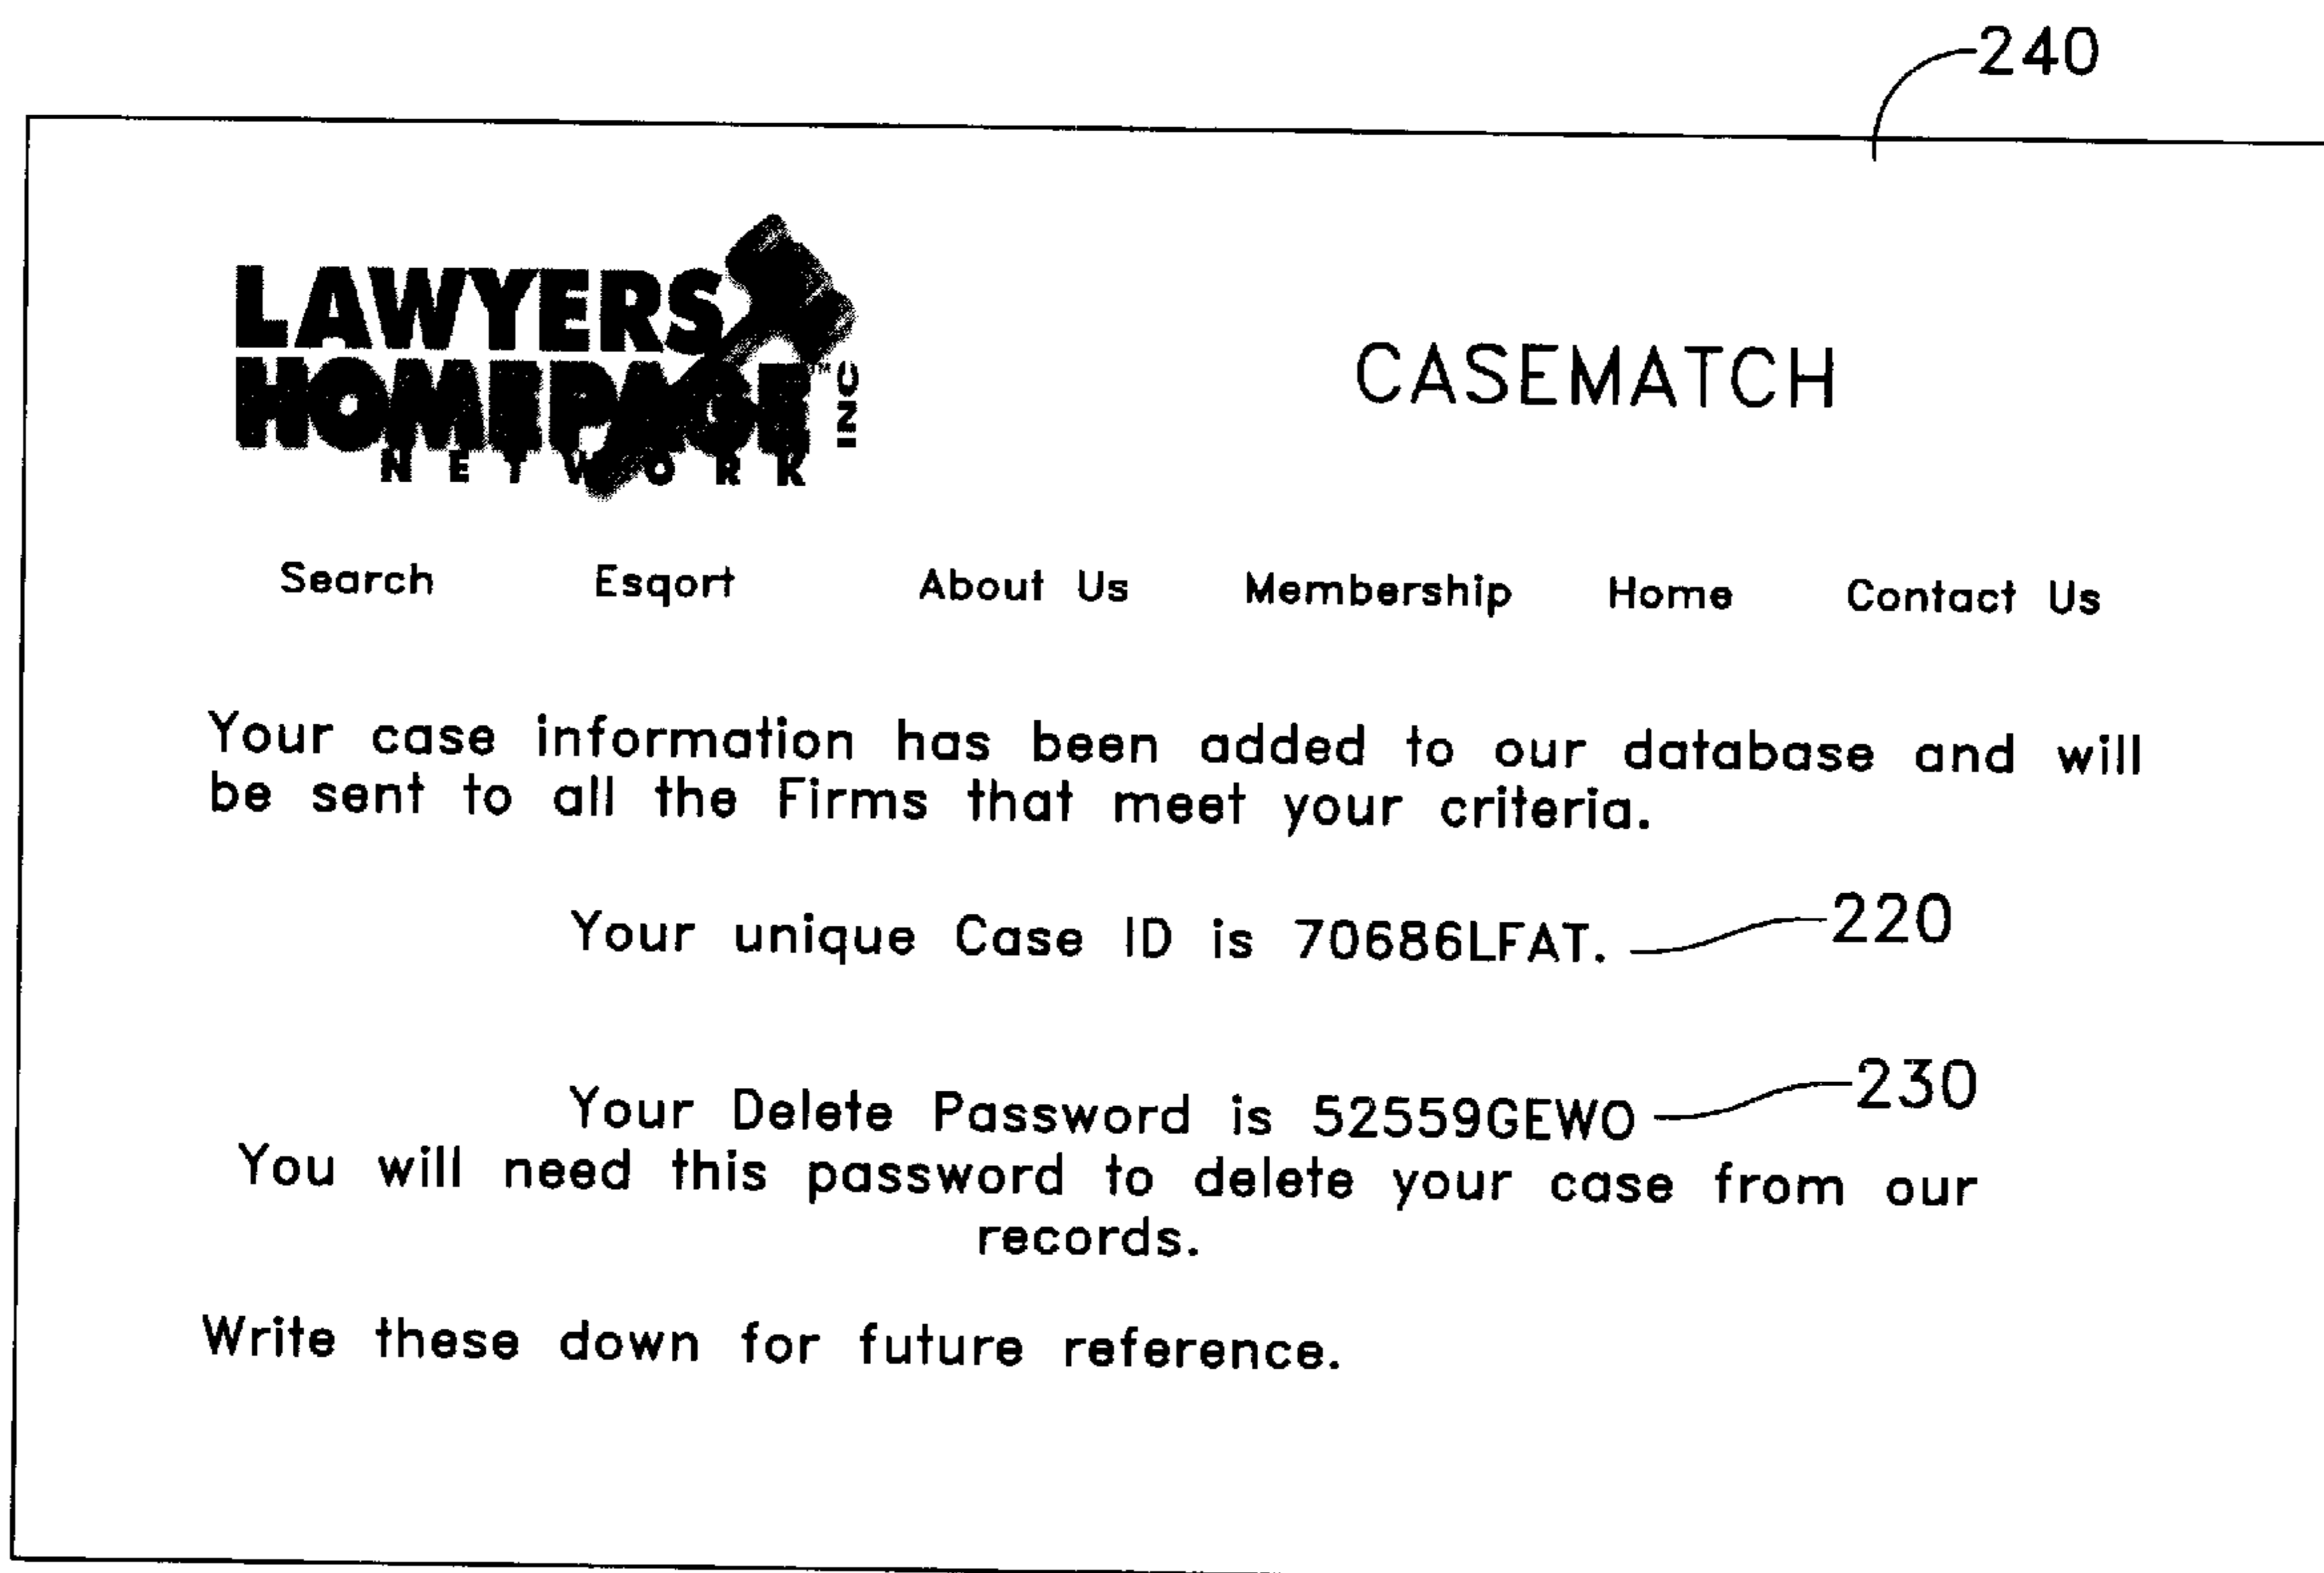 240
LAWYERS
HOMEPAGE™ INC
NETWORK
CASEMATCH
Search Esqort About Us Membership Home Contact Us
Your case information has been added to our database and will
be sent to all the Firms that meet your criteria.
Your unique Case ID is 70686LFAT. 220
Your Delete Password is 52559GEWO 230
You will need this password to delete your case from our
records.
Write these down for future reference.